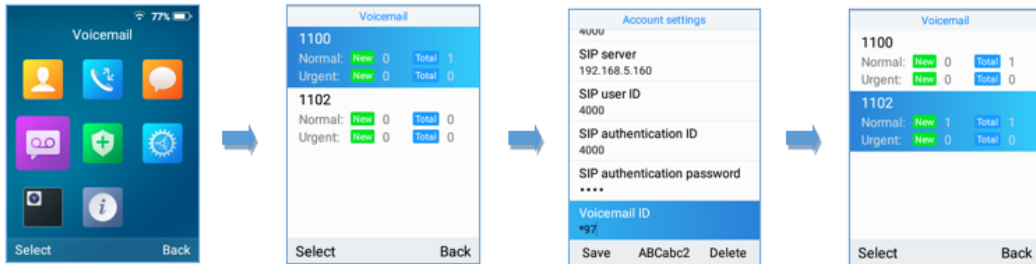 77%
Voicemail
Select Back
Voicemail
1100
Normal: New 0 Total 1
Urgent: New 0 Total 0
1102
Normal: New 0 Total 0
Urgent: New 0 Total 0
Select Back
Account settings
4000
SIP server
192.168.5.160
SIP user ID
4000
SIP authentication ID
4000
SIP authentication password
••••
Voicemail ID
*97
Save ABCabc2 Delete
Voicemail
1100
Normal: New 0 Total 1
Urgent: New 0 Total 0
1102
Normal: New 1 Total 1
Urgent: New 0 Total 0
Select Back